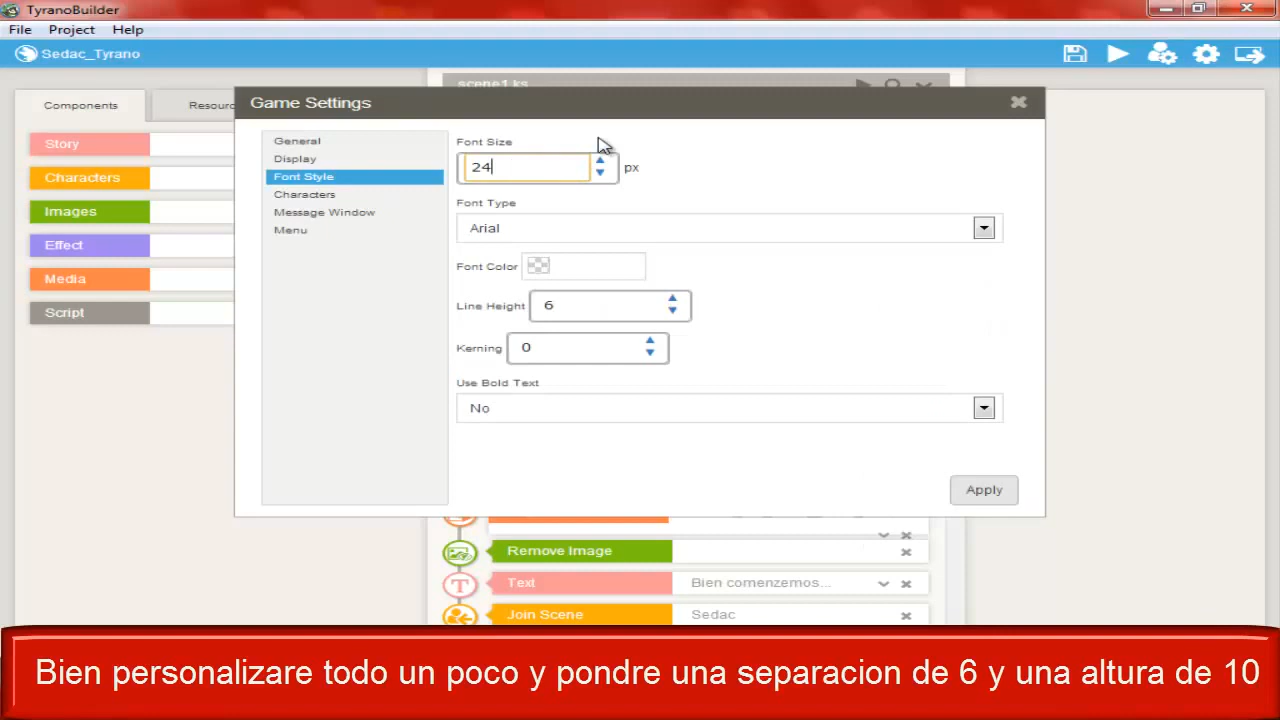 TyranoBuilder
File Project Help
Sedac_Tyrano
scene1.ks
Components
Resourc
Story
Characters
Images
Effect
Media
Script
Game Settings
General
Display
Font Style
Characters
Message Window
Menu
Font Size
24
px
Font Type
Arial
Font Color
Line Height
6
Kerning
0
Use Bold Text
No
Apply
Remove Image
T
Text
Bien comenzemos...
Join Scene
Sedac
Bien personalizare todo un poco y pondre una separacion de 6 y una altura de 10